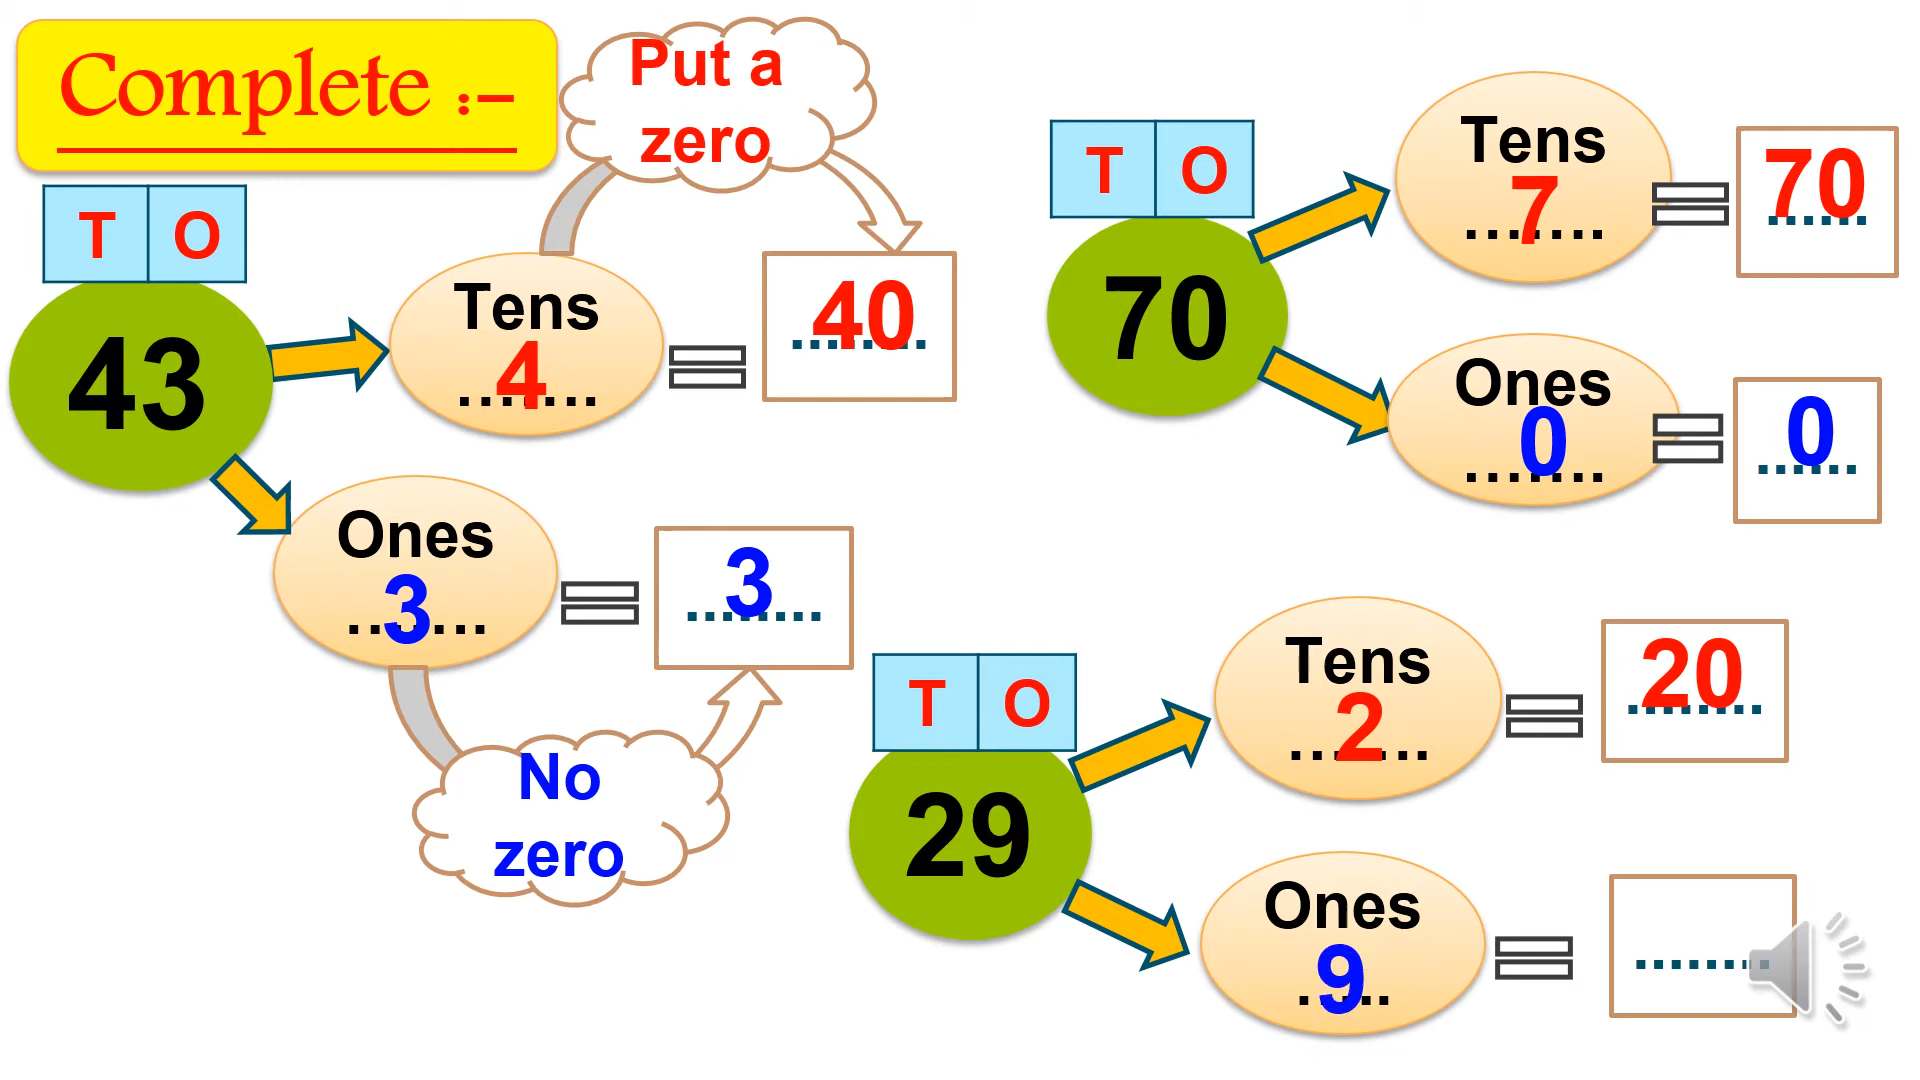 Complete :-
Put a
zero
T O
43
Tens
4
.......
40
........
Ones
3
.......
3
........
No
zero
T O
70
Tens
7
.......
70
......
Ones
0
.......
0
......
T O
29
Tens
2
.......
20
........
Ones
9
.....
........